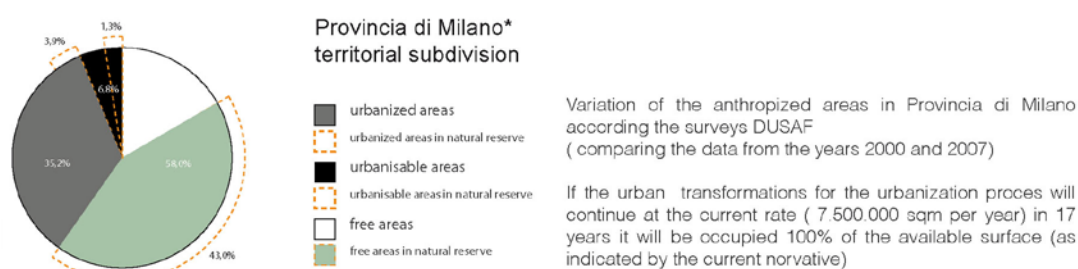 1,3%
3,9%
6,8%
35,2%
58,0%
43,0%
Provincia di Milano*
territorial subdivision
urbanized areas
urbanized areas in natural reserve
urbanisable areas
urbanisable areas in natural reserve
free areas
free areas in natural reserve
Variation of the anthropized areas in Provincia di Milano
according the surveys DUSAF
( comparing the data from the years 2000 and 2007)
If the urban transformations for the urbanization proces will
continue at the current rate ( 7.500.000 sqm per year) in 17
years it will be occupied 100% of the available surface (as
indicated by the current norvative)